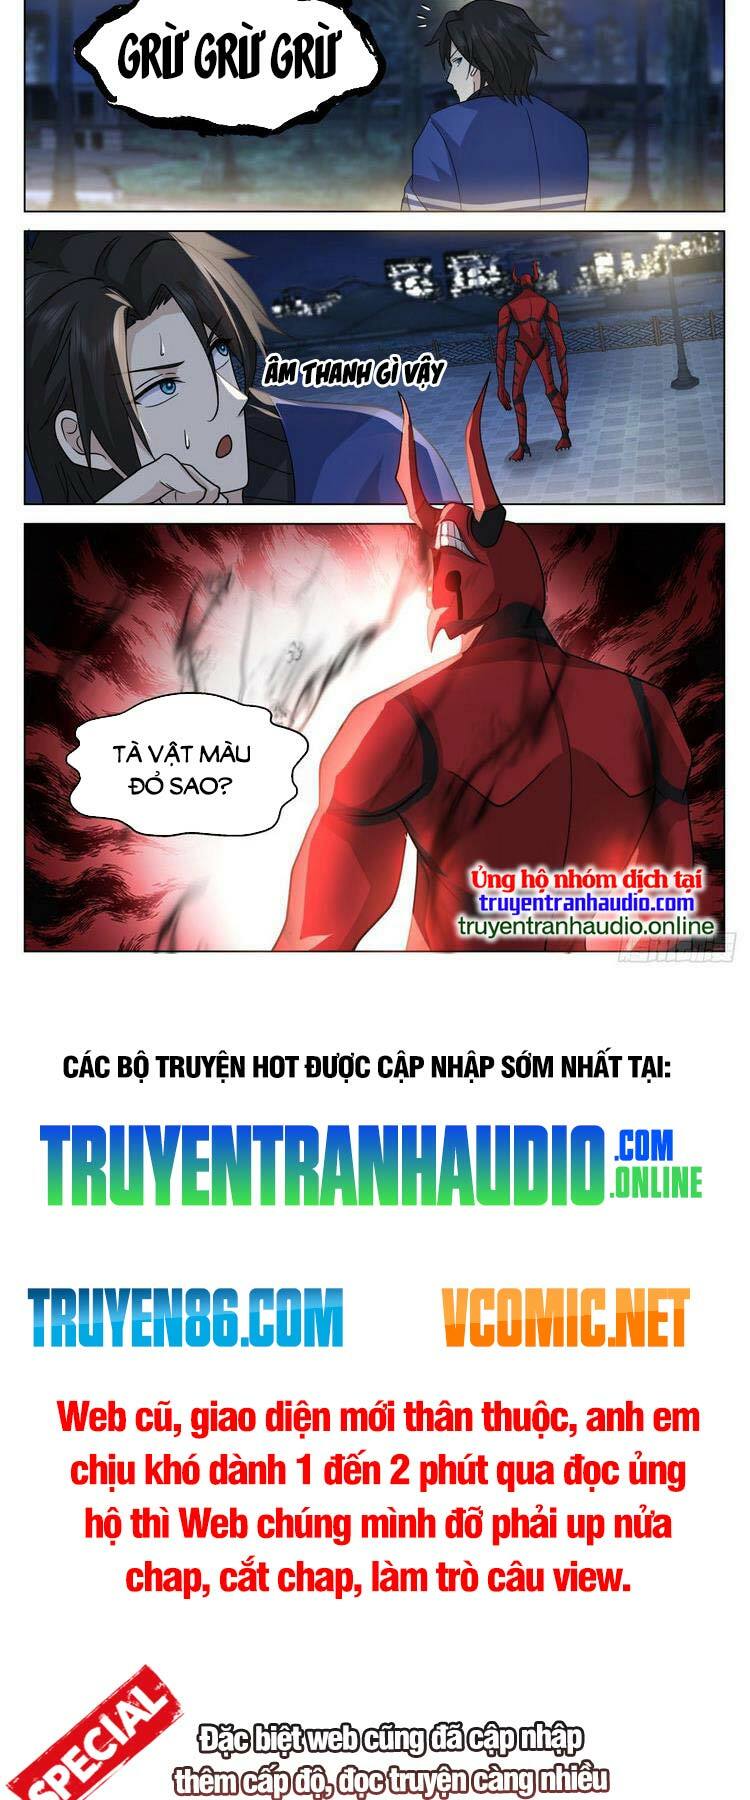 GRỪ GRỪ GRỪ
ÂM THANH GÌ VẬY
TÀ VẬT MÀU
ĐỎ SAO?
Ủng hộ nhóm dịch tại
truyentranhaudio.com
truyentranhaudio.online
CÁC BỘ TRUYỆN HOT ĐƯỢC CẬP NHẬP SỚM NHẤT TẠI:
TRUYENTRANHAUDIO .COM
.ONLINE
TRUYEN86.COM
VCOMIC.NET
Web cũ, giao diện mới thân thuộc, anh em
chịu khó dành 1 đến 2 phút qua đọc ủng
hộ thì Web chúng mình đỡ phải up nửa
chap, cắt chap, làm trò câu view.
SPECIAL
Đặc biệt web cũng đã cập nhập
thêm cấp độ, đọc truyện càng nhiều